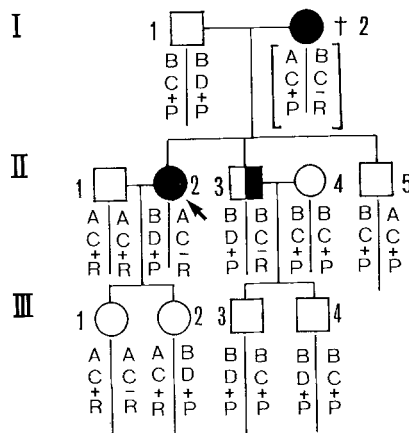 I
1 † 2
B B A B
C D C C
+ + + −
P P P R
II
1 2 3 4 5
A A B A B B B B B A
C C D C D C C C C C
+ + + − + − + + + +
R R P R P R P P P P
III
1 2 3 4
A A A B B B B B
C C C D D C D C
+ − + + + + + +
R R R P P P P P